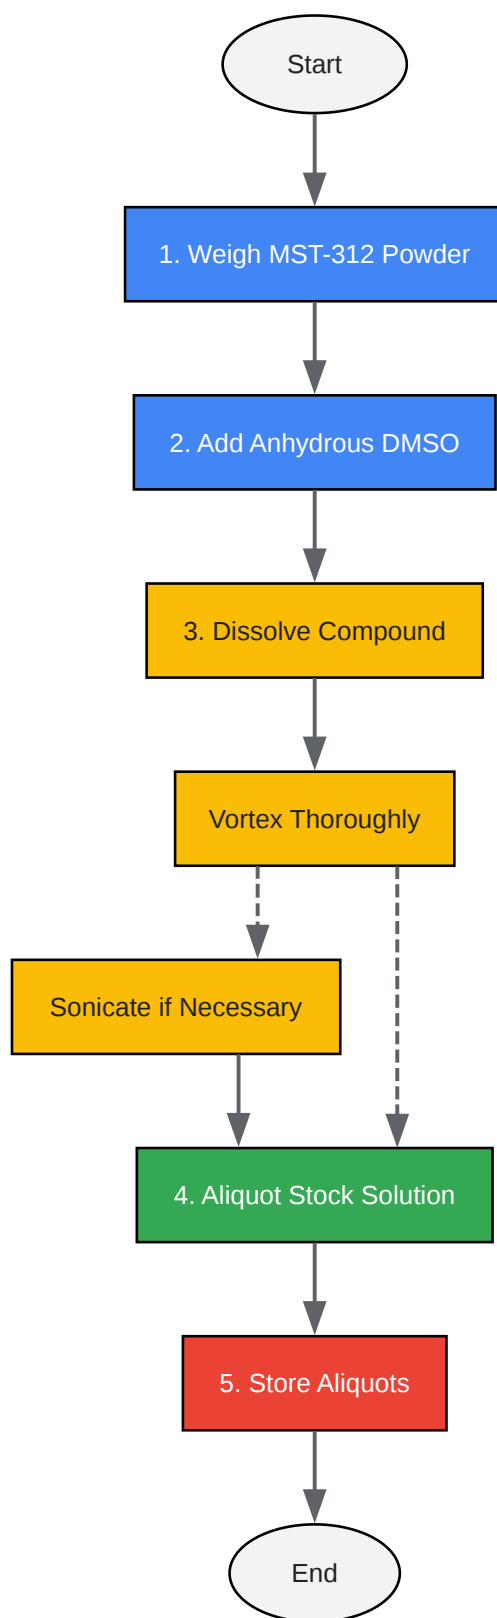 Start
1. Weigh MST-312 Powder
2. Add Anhydrous DMSO
3. Dissolve Compound
Vortex Thoroughly
Sonicate if Necessary
4. Aliquot Stock Solution
5. Store Aliquots
End